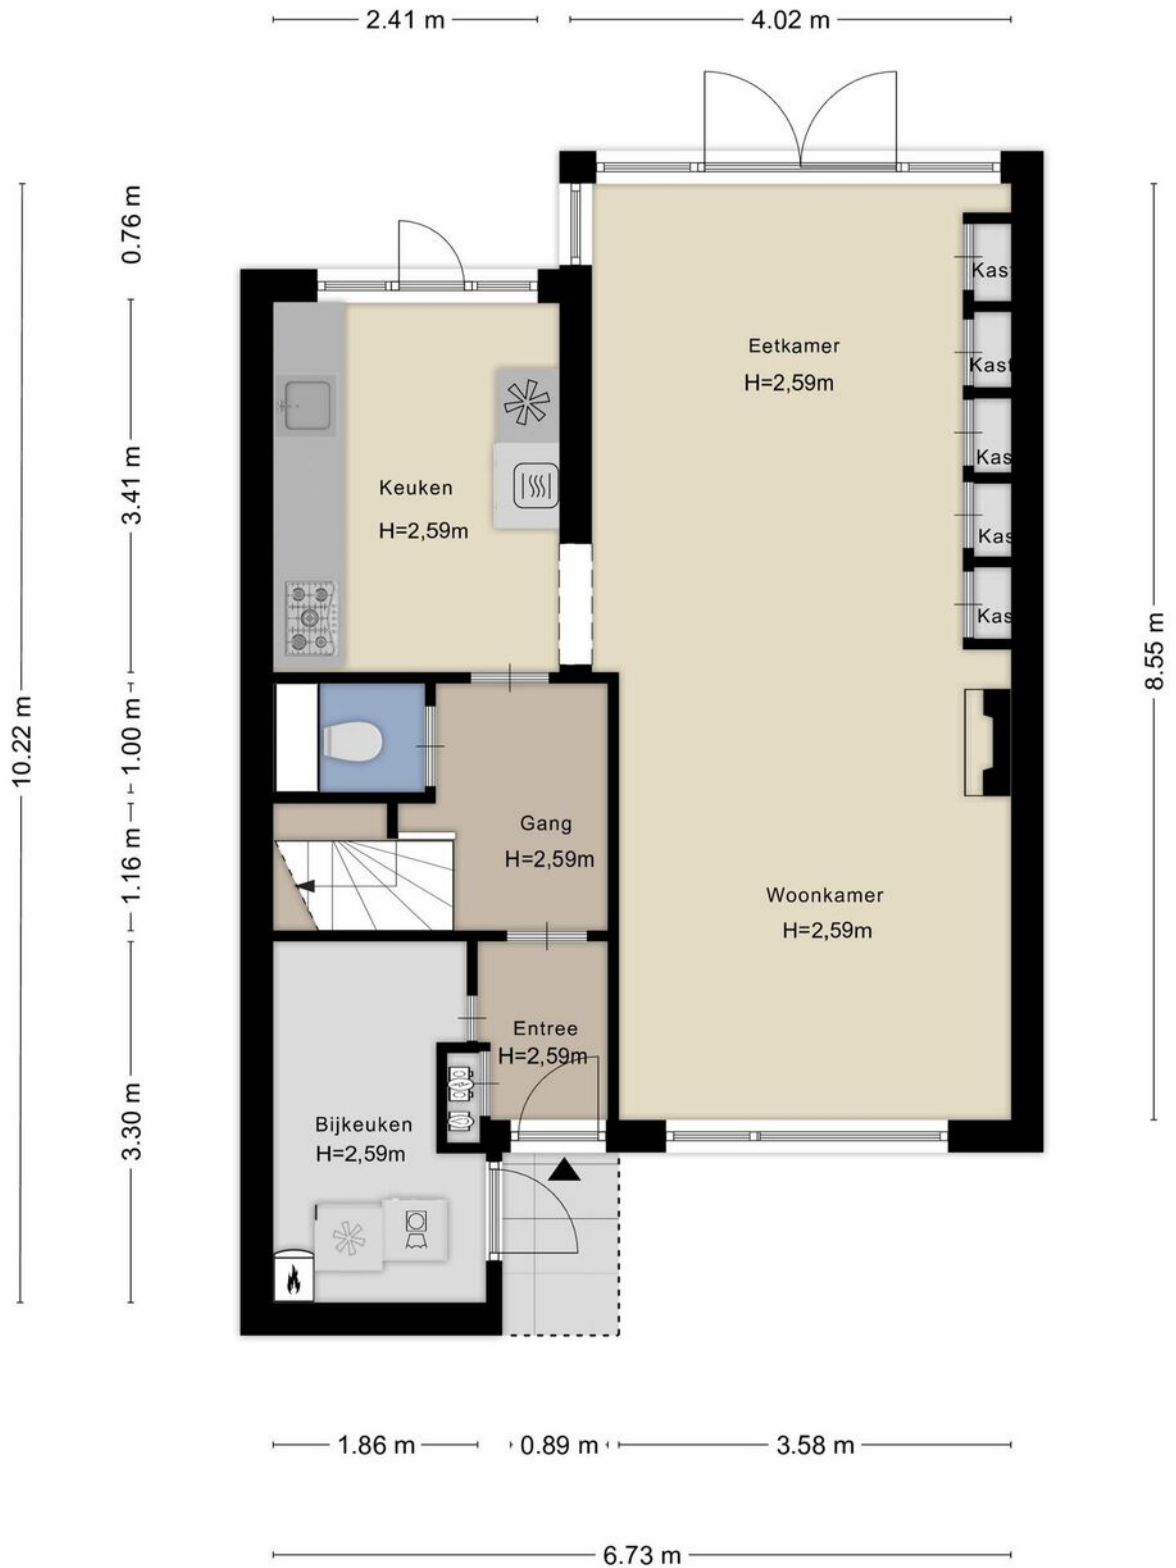 2.41 m
4.02 m
0.76 m
3.41 m
1.00 m
1.16 m
3.30 m
10.22 m
8.55 m
Eetkamer
H=2,59m
Kas
Kast
Kas
Kas
Kas
Keuken
H=2,59m
Gang
H=2,59m
Woonkamer
H=2,59m
Entree
H=2,59m
Bijkeuken
H=2,59m
1.86 m
0.89 m
3.58 m
6.73 m